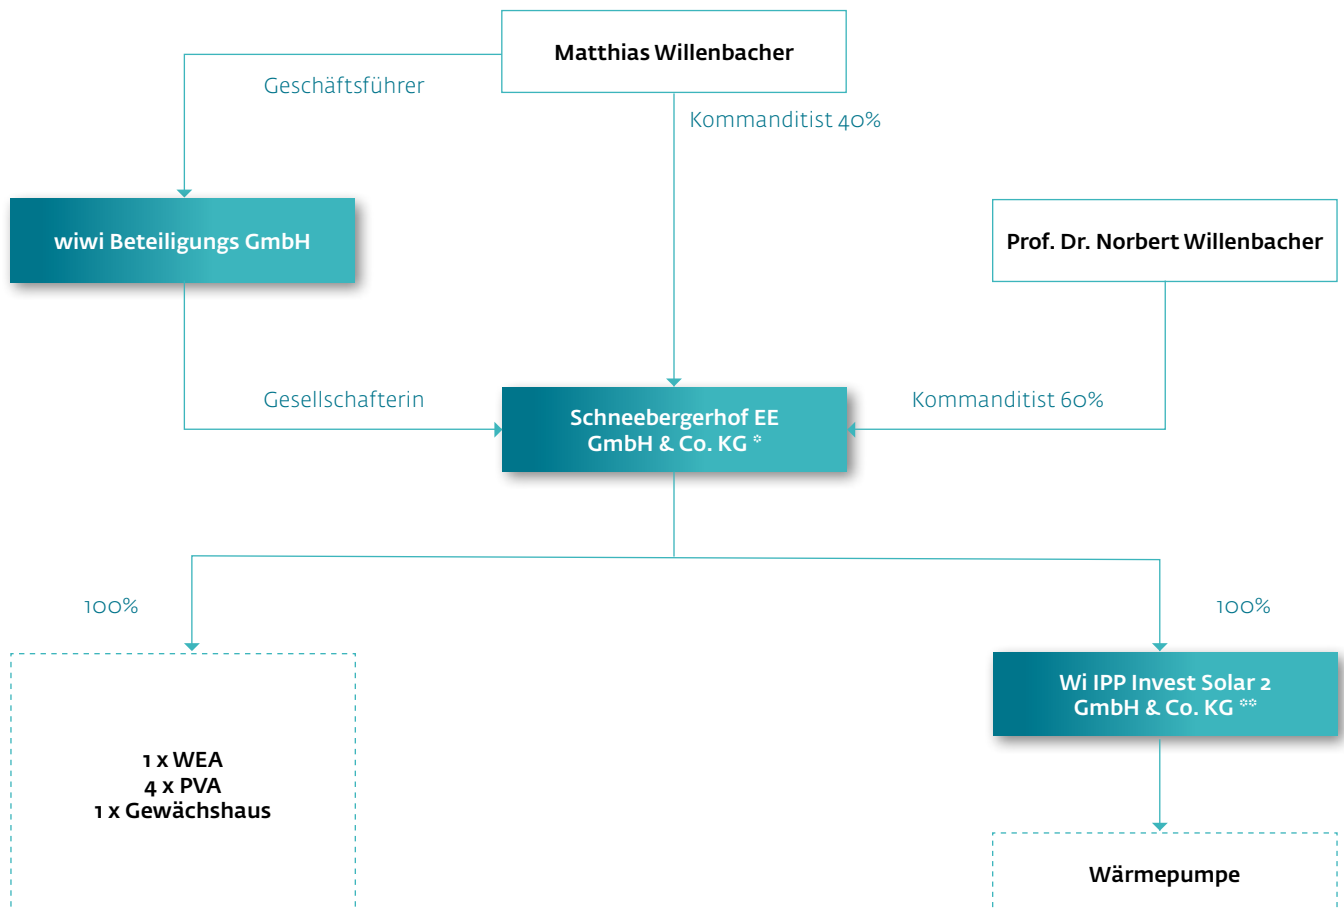 Matthias Willenbacher
Geschäftsführer
Kommanditist 40%
wiwi Beteiligungs GmbH
Prof. Dr. Norbert Willenbacher
Gesellschafterin
Schneebergerhof EE
GmbH & Co. KG *
Kommanditist 60%
100%
100%
1 x WEA
4 x PVA
1 x Gewächshaus
Wi IPP Invest Solar 2
GmbH & Co. KG **
Wärmepumpe